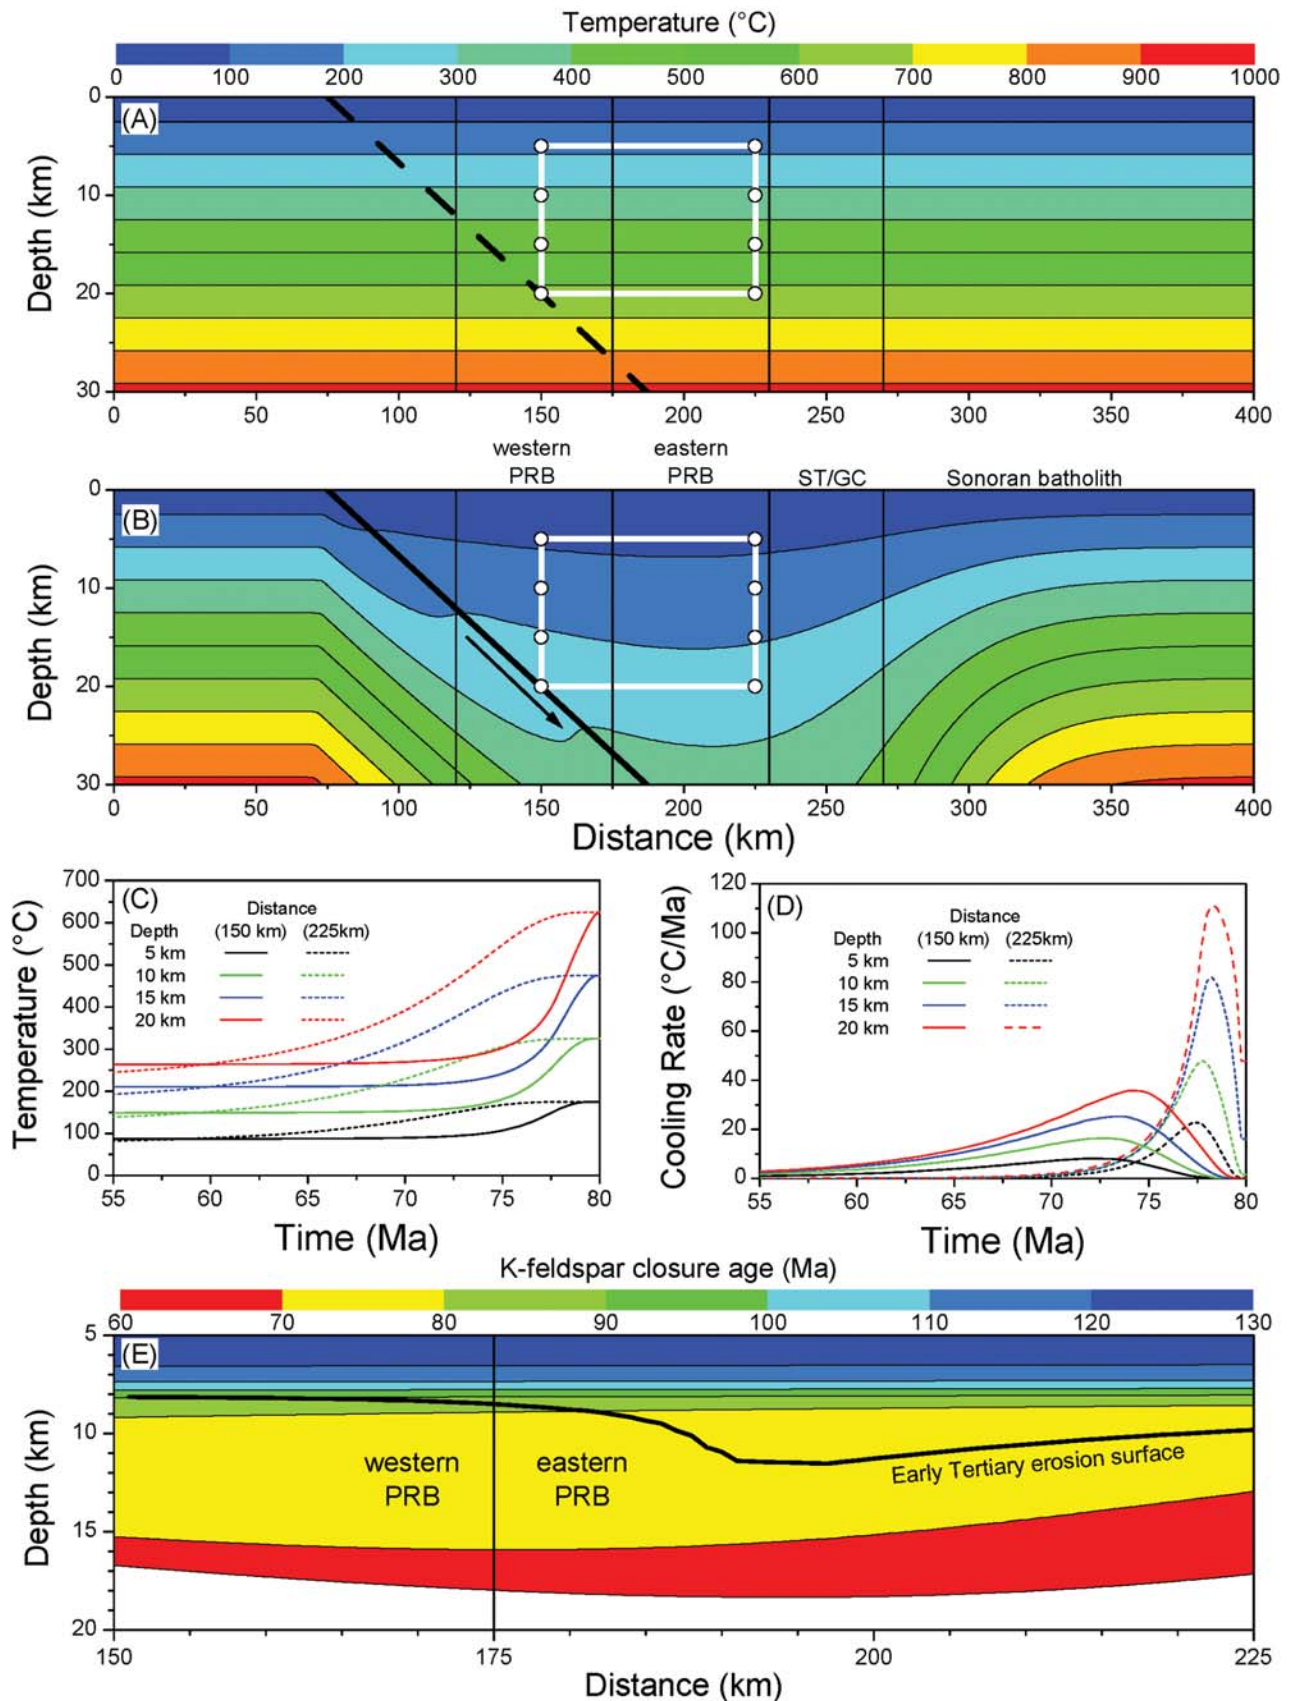 Temperature (°C)
0 100 200 300 400 500 600 700 800 900 1000
(A)
Depth (km)
0
10
20
30
0 50 100 150 200 250 300 350 400
western PRB
eastern PRB
ST/GC
Sonoran batholith
(B)
Depth (km)
0
10
20
30
0 50 100 150 200 250 300 350 400
Distance (km)
(C)
Temperature (°C)
700
600
500
400
300
200
100
0
Distance
Depth (150 km) (225km)
5 km
10 km
15 km
20 km
55 60 65 70 75 80
Time (Ma)
(D)
Cooling Rate (°C/Ma)
120
100
80
60
40
20
0
Distance
Depth (150 km) (225km)
5 km
10 km
15 km
20 km
55 60 65 70 75 80
Time (Ma)
K-feldspar closure age (Ma)
60 70 80 90 100 110 120 130
(E)
Depth (km)
5
10
15
20
western
PRB
eastern
PRB
Early Tertiary erosion surface
150 175 200 225
Distance (km)